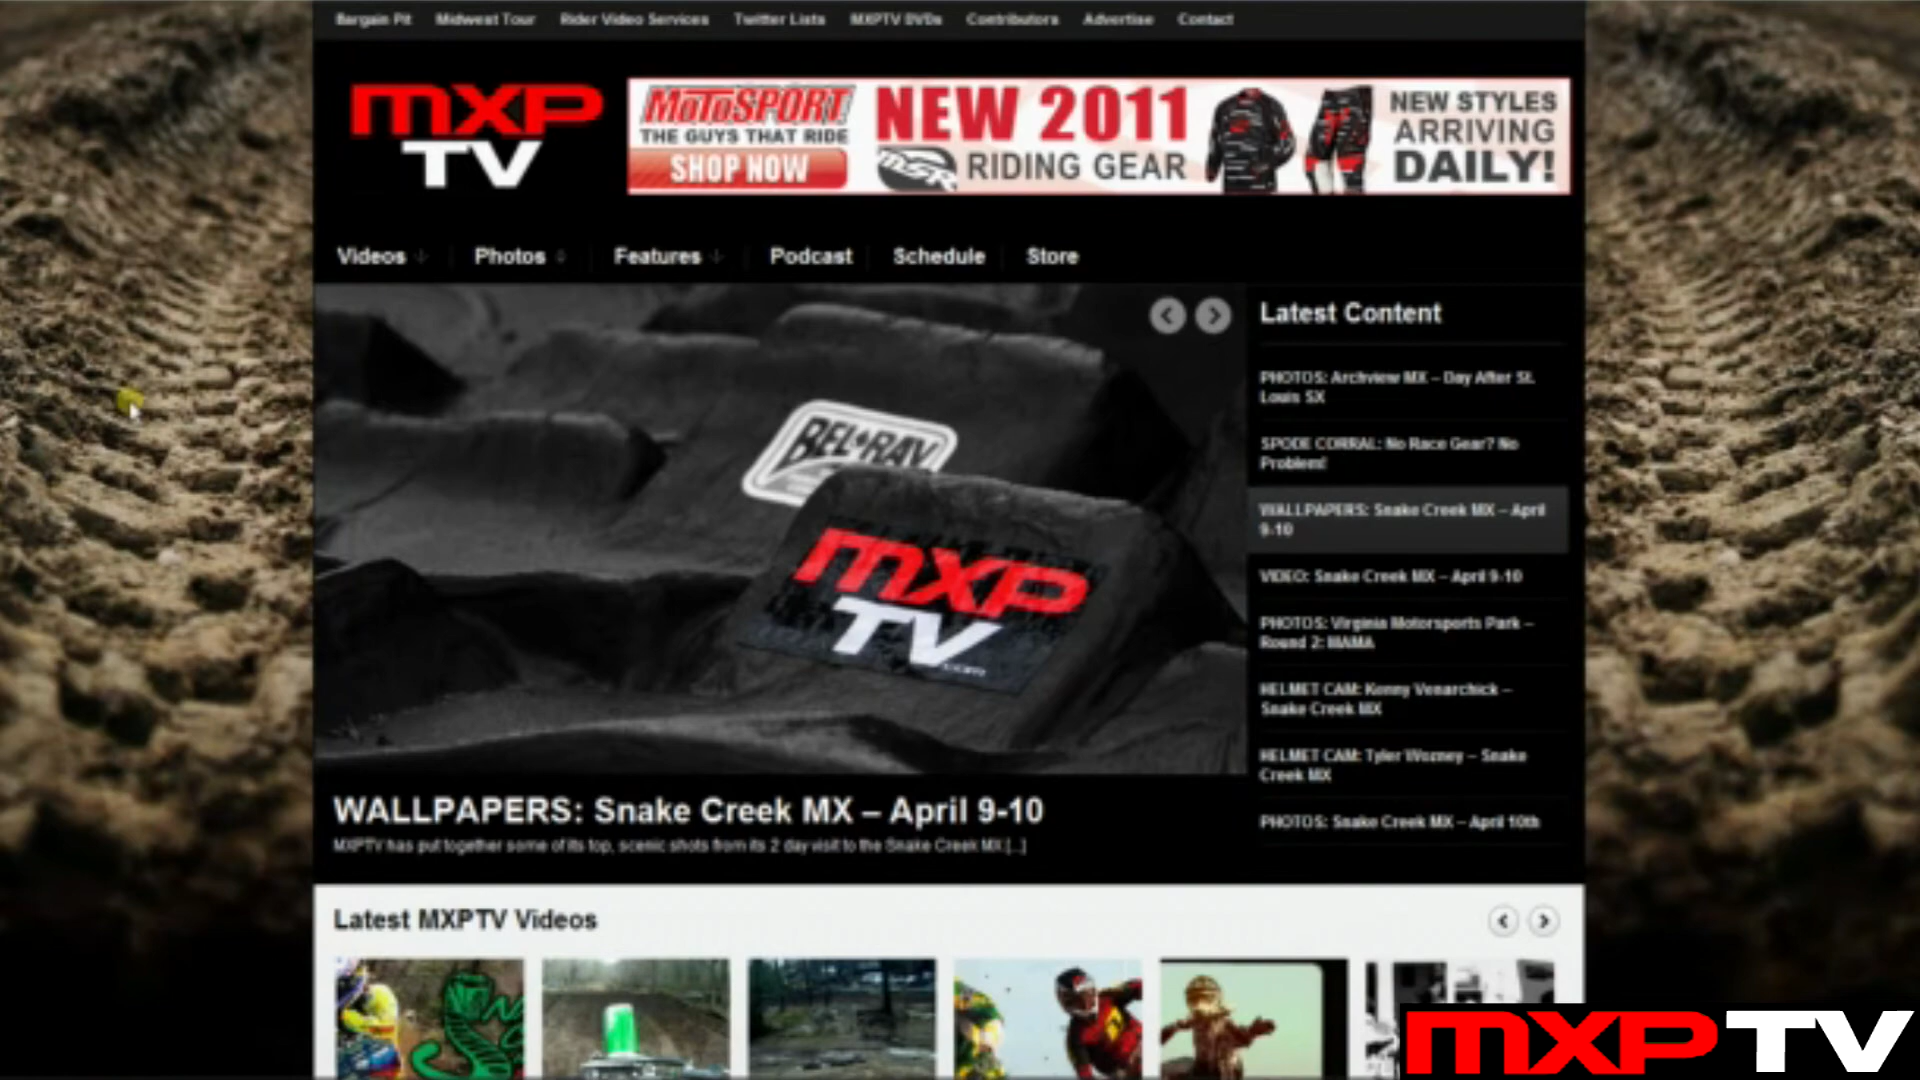 Bargain Pit Midwest Tour Rider Video Services Twitter Lists MXPTV DVDs Contributors Advertise Contact
MXP
TV
MOTOSPORT
THE GUYS THAT RIDE
SHOP NOW
NEW 2011
MSR RIDING GEAR
NEW STYLES
ARRIVING
DAILY!
Videos Photos Features Podcast Schedule Store
BEL-RAY
MXP
TV
.com
WALLPAPERS: Snake Creek MX – April 9-10
MXPTV has put together some of its top, scenic shots from its 2 day visit to the Snake Creek MX [...]
Latest Content
PHOTOS: Archview MX – Day After St.
Louis SX
SPODE CORRAL: No Race Gear? No
Problem!
WALLPAPERS: Snake Creek MX – April
9-10
VIDEO: Snake Creek MX – April 9-10
PHOTOS: Virginia Motorsports Park –
Round 2: MAMA
HELMET CAM: Kenny Venarchick –
Snake Creek MX
HELMET CAM: Tyler Wozney – Snake
Creek MX
PHOTOS: Snake Creek MX – April 10th
Latest MXPTV Videos
MXPTV